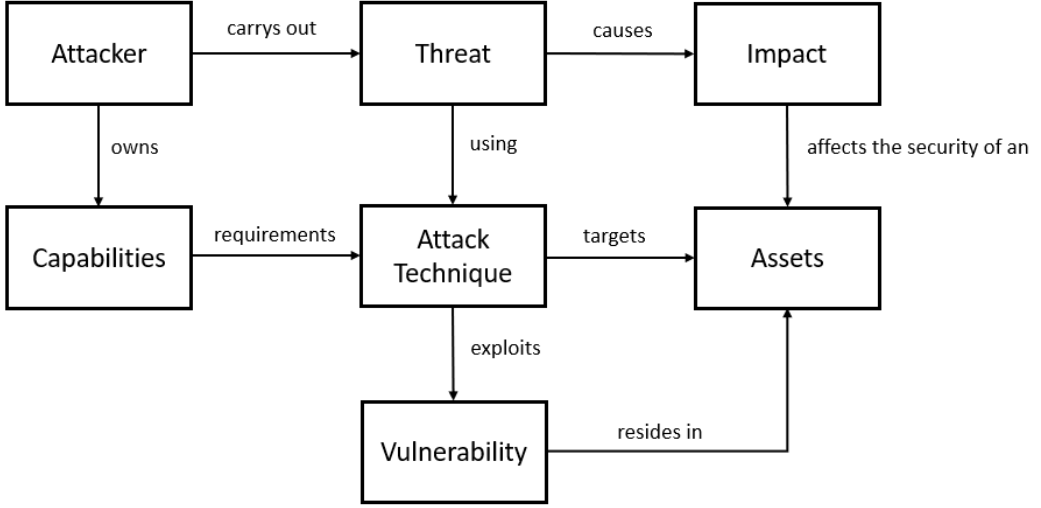 Attacker
carrys out
Threat
causes
Impact
owns
using
affects the security of an
Capabilities
requirements
Attack
Technique
targets
Assets
exploits
Vulnerability
resides in